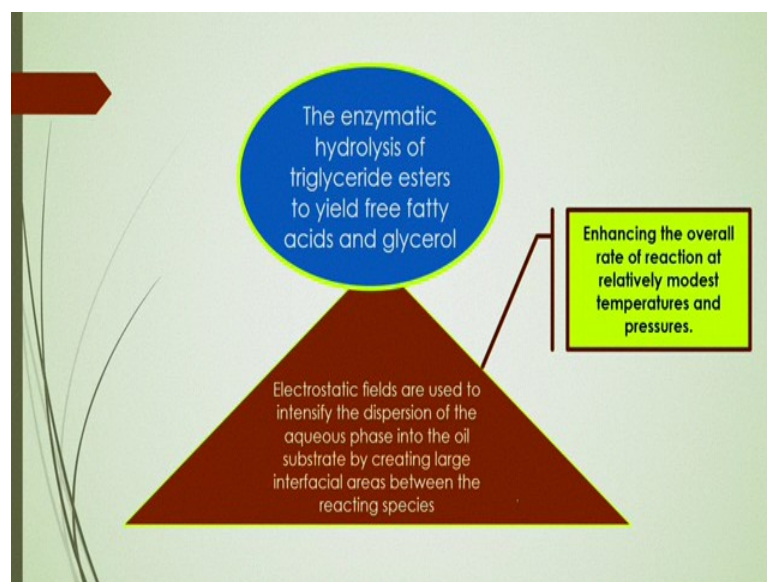 The enzymatic
hydrolysis of
triglyceride esters
to yield free fatty
acids and glycerol
Enhancing the overall
rate of reaction at
relatively modest
temperatures and
pressures.
Electrostatic fields are used to
intensify the dispersion of the
aqueous phase into the oil
substrate by creating large
interfacial areas between the
reacting species